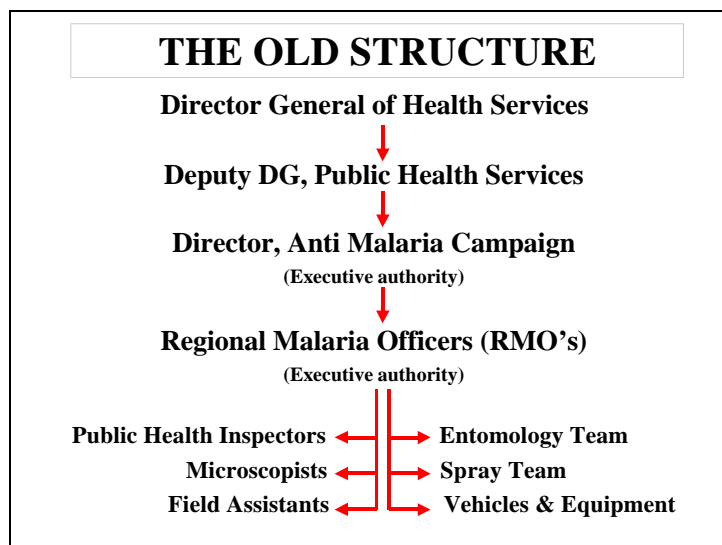 THE OLD STRUCTURE
Director General of Health Services
Deputy DG, Public Health Services
Director, Anti Malaria Campaign
(Executive authority)
Regional Malaria Officers (RMO's)
(Executive authority)
Public Health Inspectors
Entomology Team
Microscopists
Spray Team
Field Assistants
Vehicles & Equipment